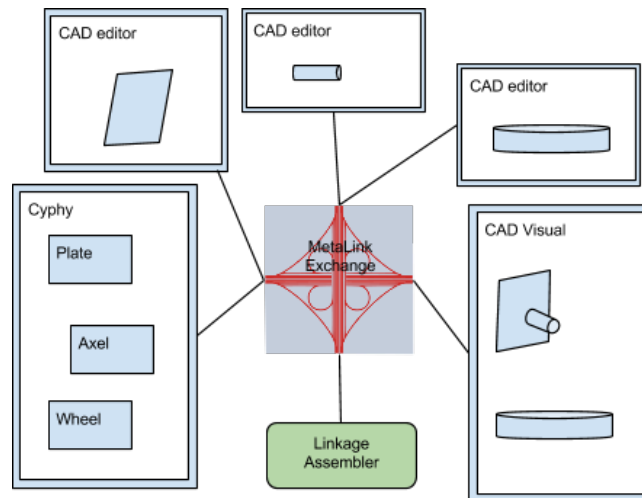 CAD editor
CAD editor
CAD editor
Cyphy
Plate
Axel
Wheel
MetaLink
Exchange
CAD Visual
Linkage
Assembler